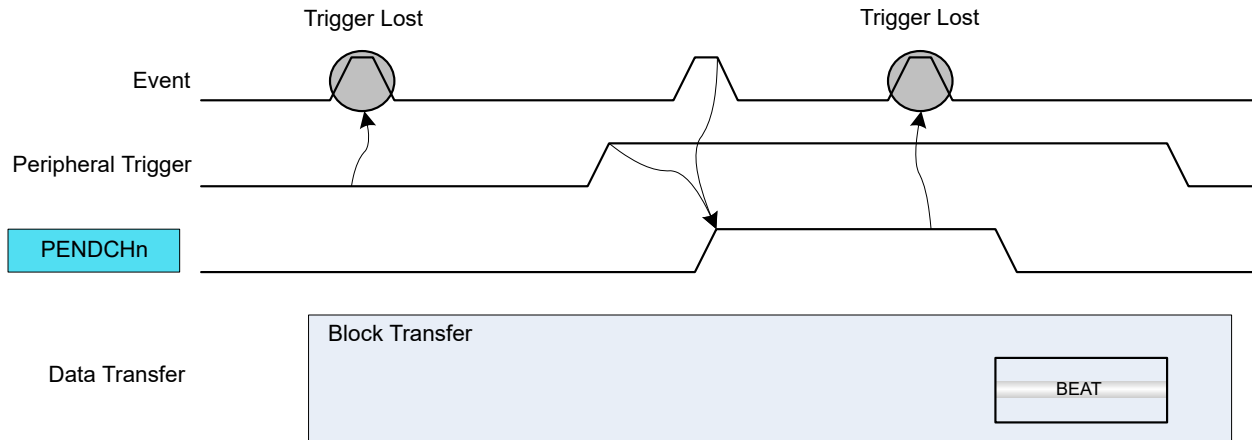 Trigger Lost
Trigger Lost
Event
Peripheral Trigger
PENDCHn
Block Transfer
Data Transfer
BEAT